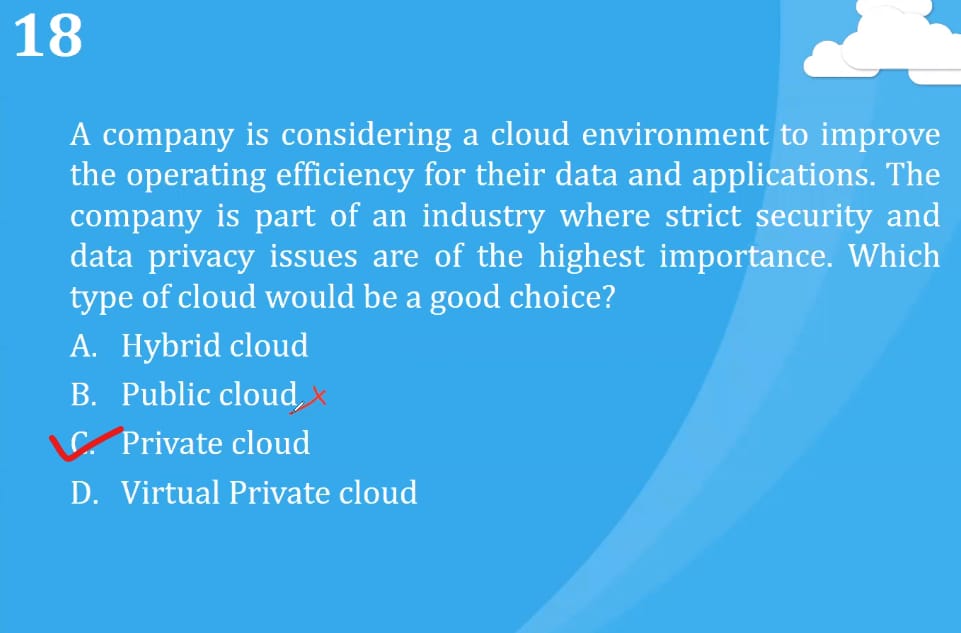 18
A company is considering a cloud environment to improve
the operating efficiency for their data and applications. The
company is part of an industry where strict security and
data privacy issues are of the highest importance. Which
type of cloud would be a good choice?
A. Hybrid cloud
B. Public cloud
C. Private cloud
D. Virtual Private cloud